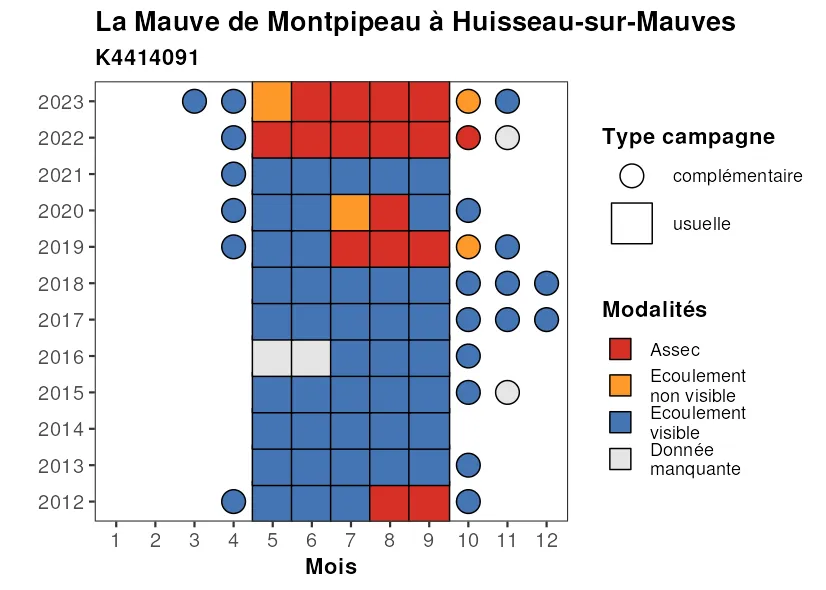 La Mauve de Montpipeau à Huisseau-sur-Mauves
K4414091
2023
2022
2021
2020
2019
2018
2017
2016
2015
2014
2013
2012
1 2 3 4 5 6 7 8 9 10 11 12
Mois
Type campagne
complémentaire
usuelle
Modalités
Assec
Ecoulement
non visible
Ecoulement
visible
Donnée
manquante